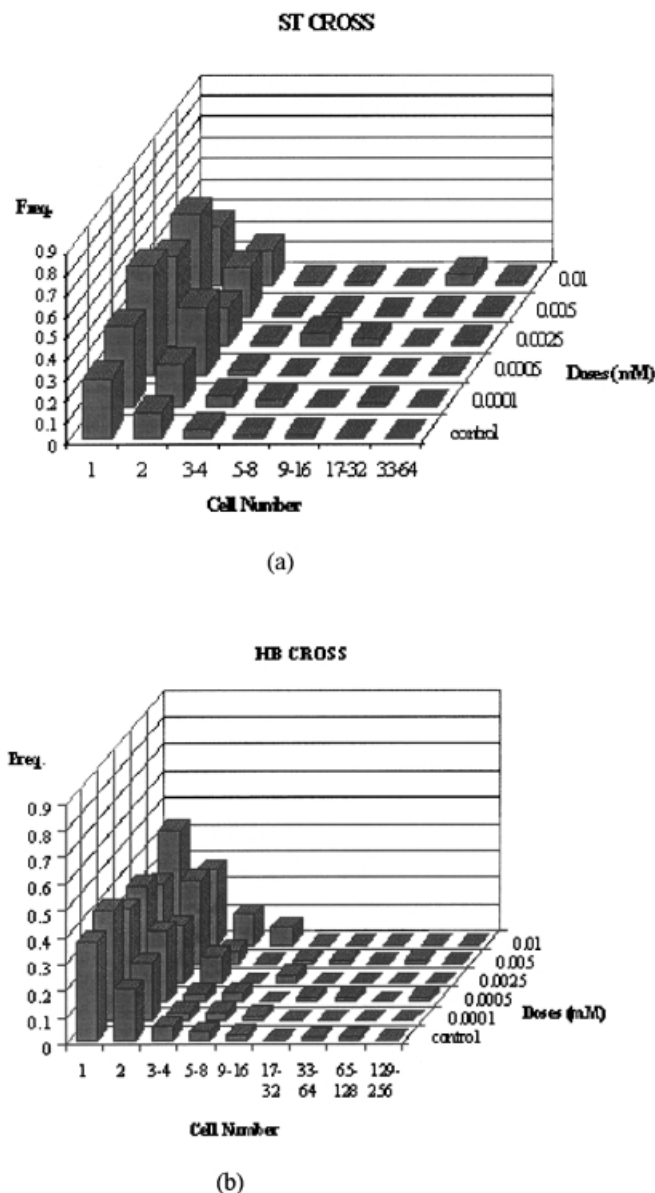 ST CROSS
Freq.
0.9
0.8
0.7
0.6
0.5
0.4
0.3
0.2
0.1
0
0.01
0.005
0.0025
0.0005
0.0001
control
Doses (mM)
1 2 3-4 5-8 9-16 17-32 33-64
Cell Number
(a)
HB CROSS
Freq.
0.9
0.8
0.7
0.6
0.5
0.4
0.3
0.2
0.1
0
0.01
0.005
0.0025
0.0005
0.0001
control
Doses (mM)
1 2 3-4 5-8 9-16 17- 33- 65- 129-
32 64 128 256
Cell Number
(b)